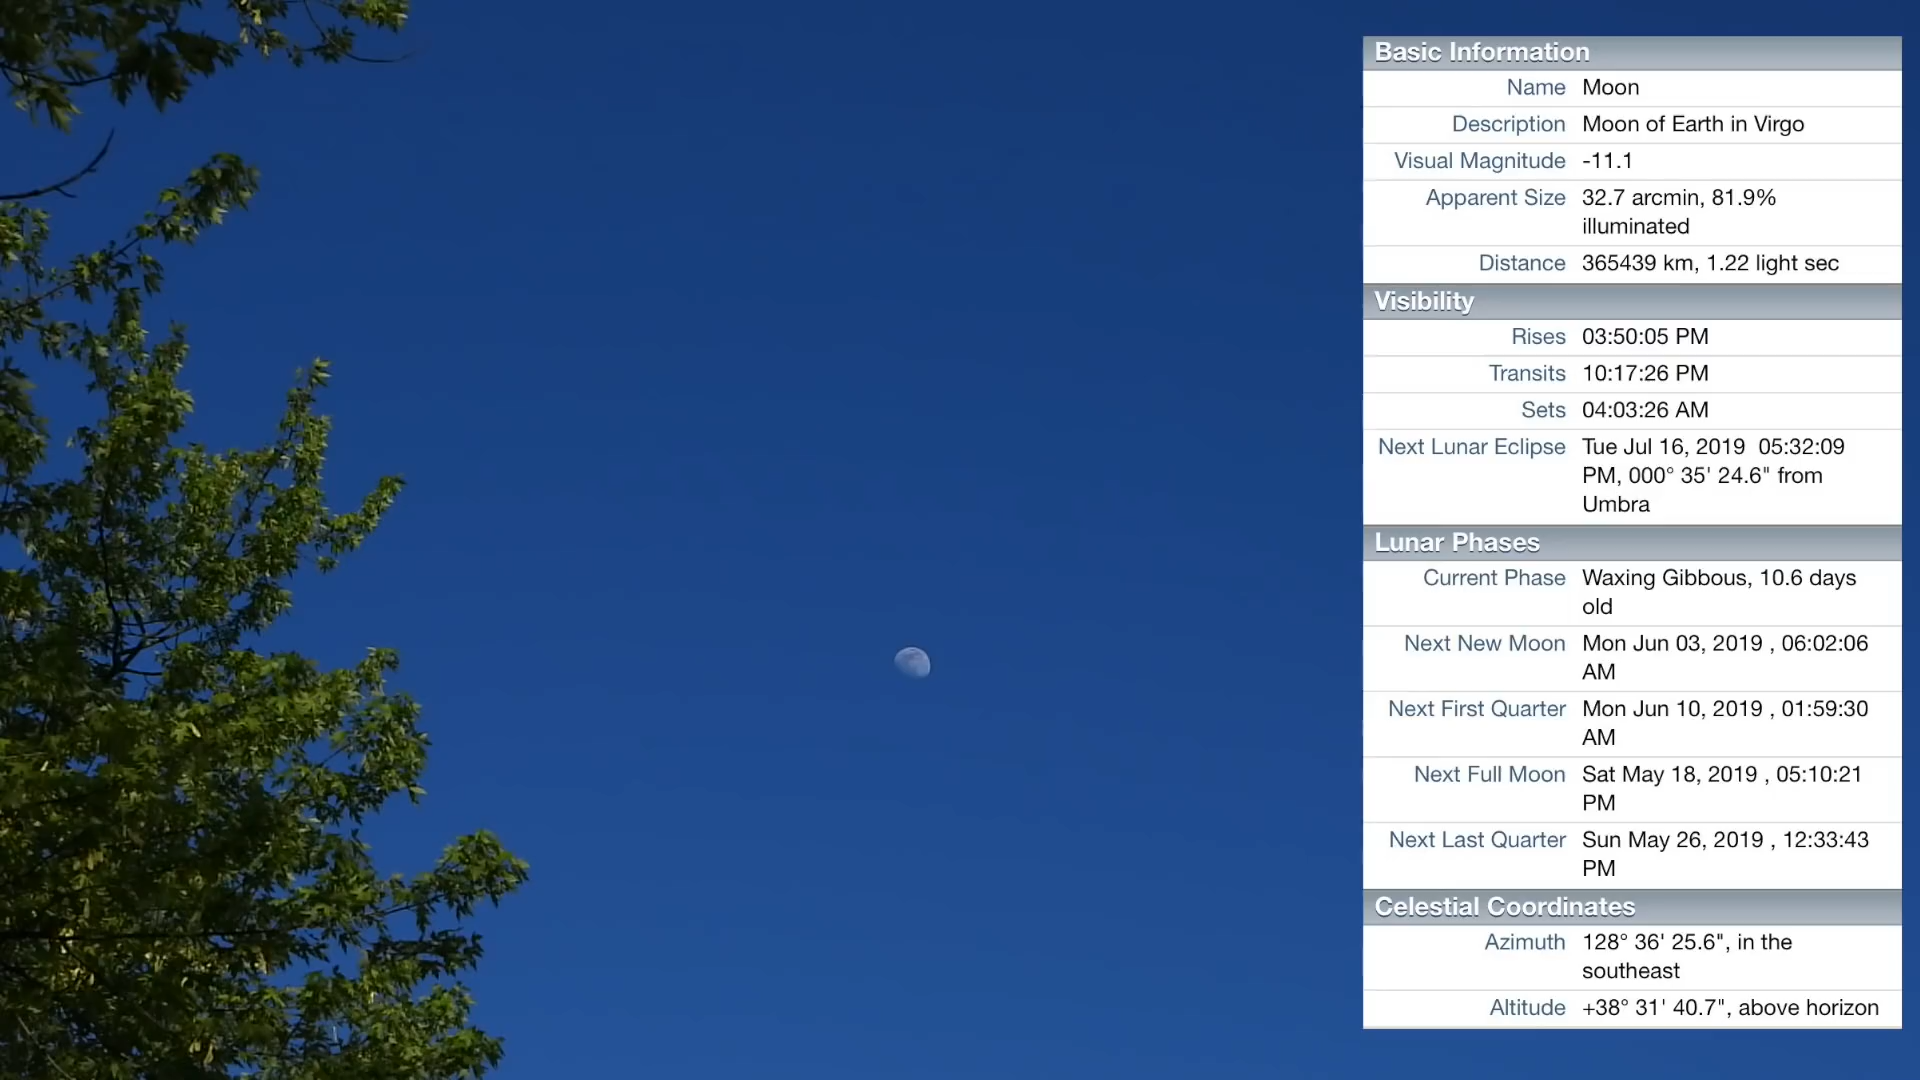 Basic Information
Name Moon
Description Moon of Earth in Virgo
Visual Magnitude -11.1
Apparent Size 32.7 arcmin, 81.9%
illuminated
Distance 365439 km, 1.22 light sec
Visibility
Rises 03:50:05 PM
Transits 10:17:26 PM
Sets 04:03:26 AM
Next Lunar Eclipse Tue Jul 16, 2019 05:32:09
PM, 000° 35' 24.6" from
Umbra
Lunar Phases
Current Phase Waxing Gibbous, 10.6 days
old
Next New Moon Mon Jun 03, 2019 , 06:02:06
AM
Next First Quarter Mon Jun 10, 2019 , 01:59:30
AM
Next Full Moon Sat May 18, 2019 , 05:10:21
PM
Next Last Quarter Sun May 26, 2019 , 12:33:43
PM
Celestial Coordinates
Azimuth 128° 36' 25.6", in the
southeast
Altitude +38° 31' 40.7", above horizon